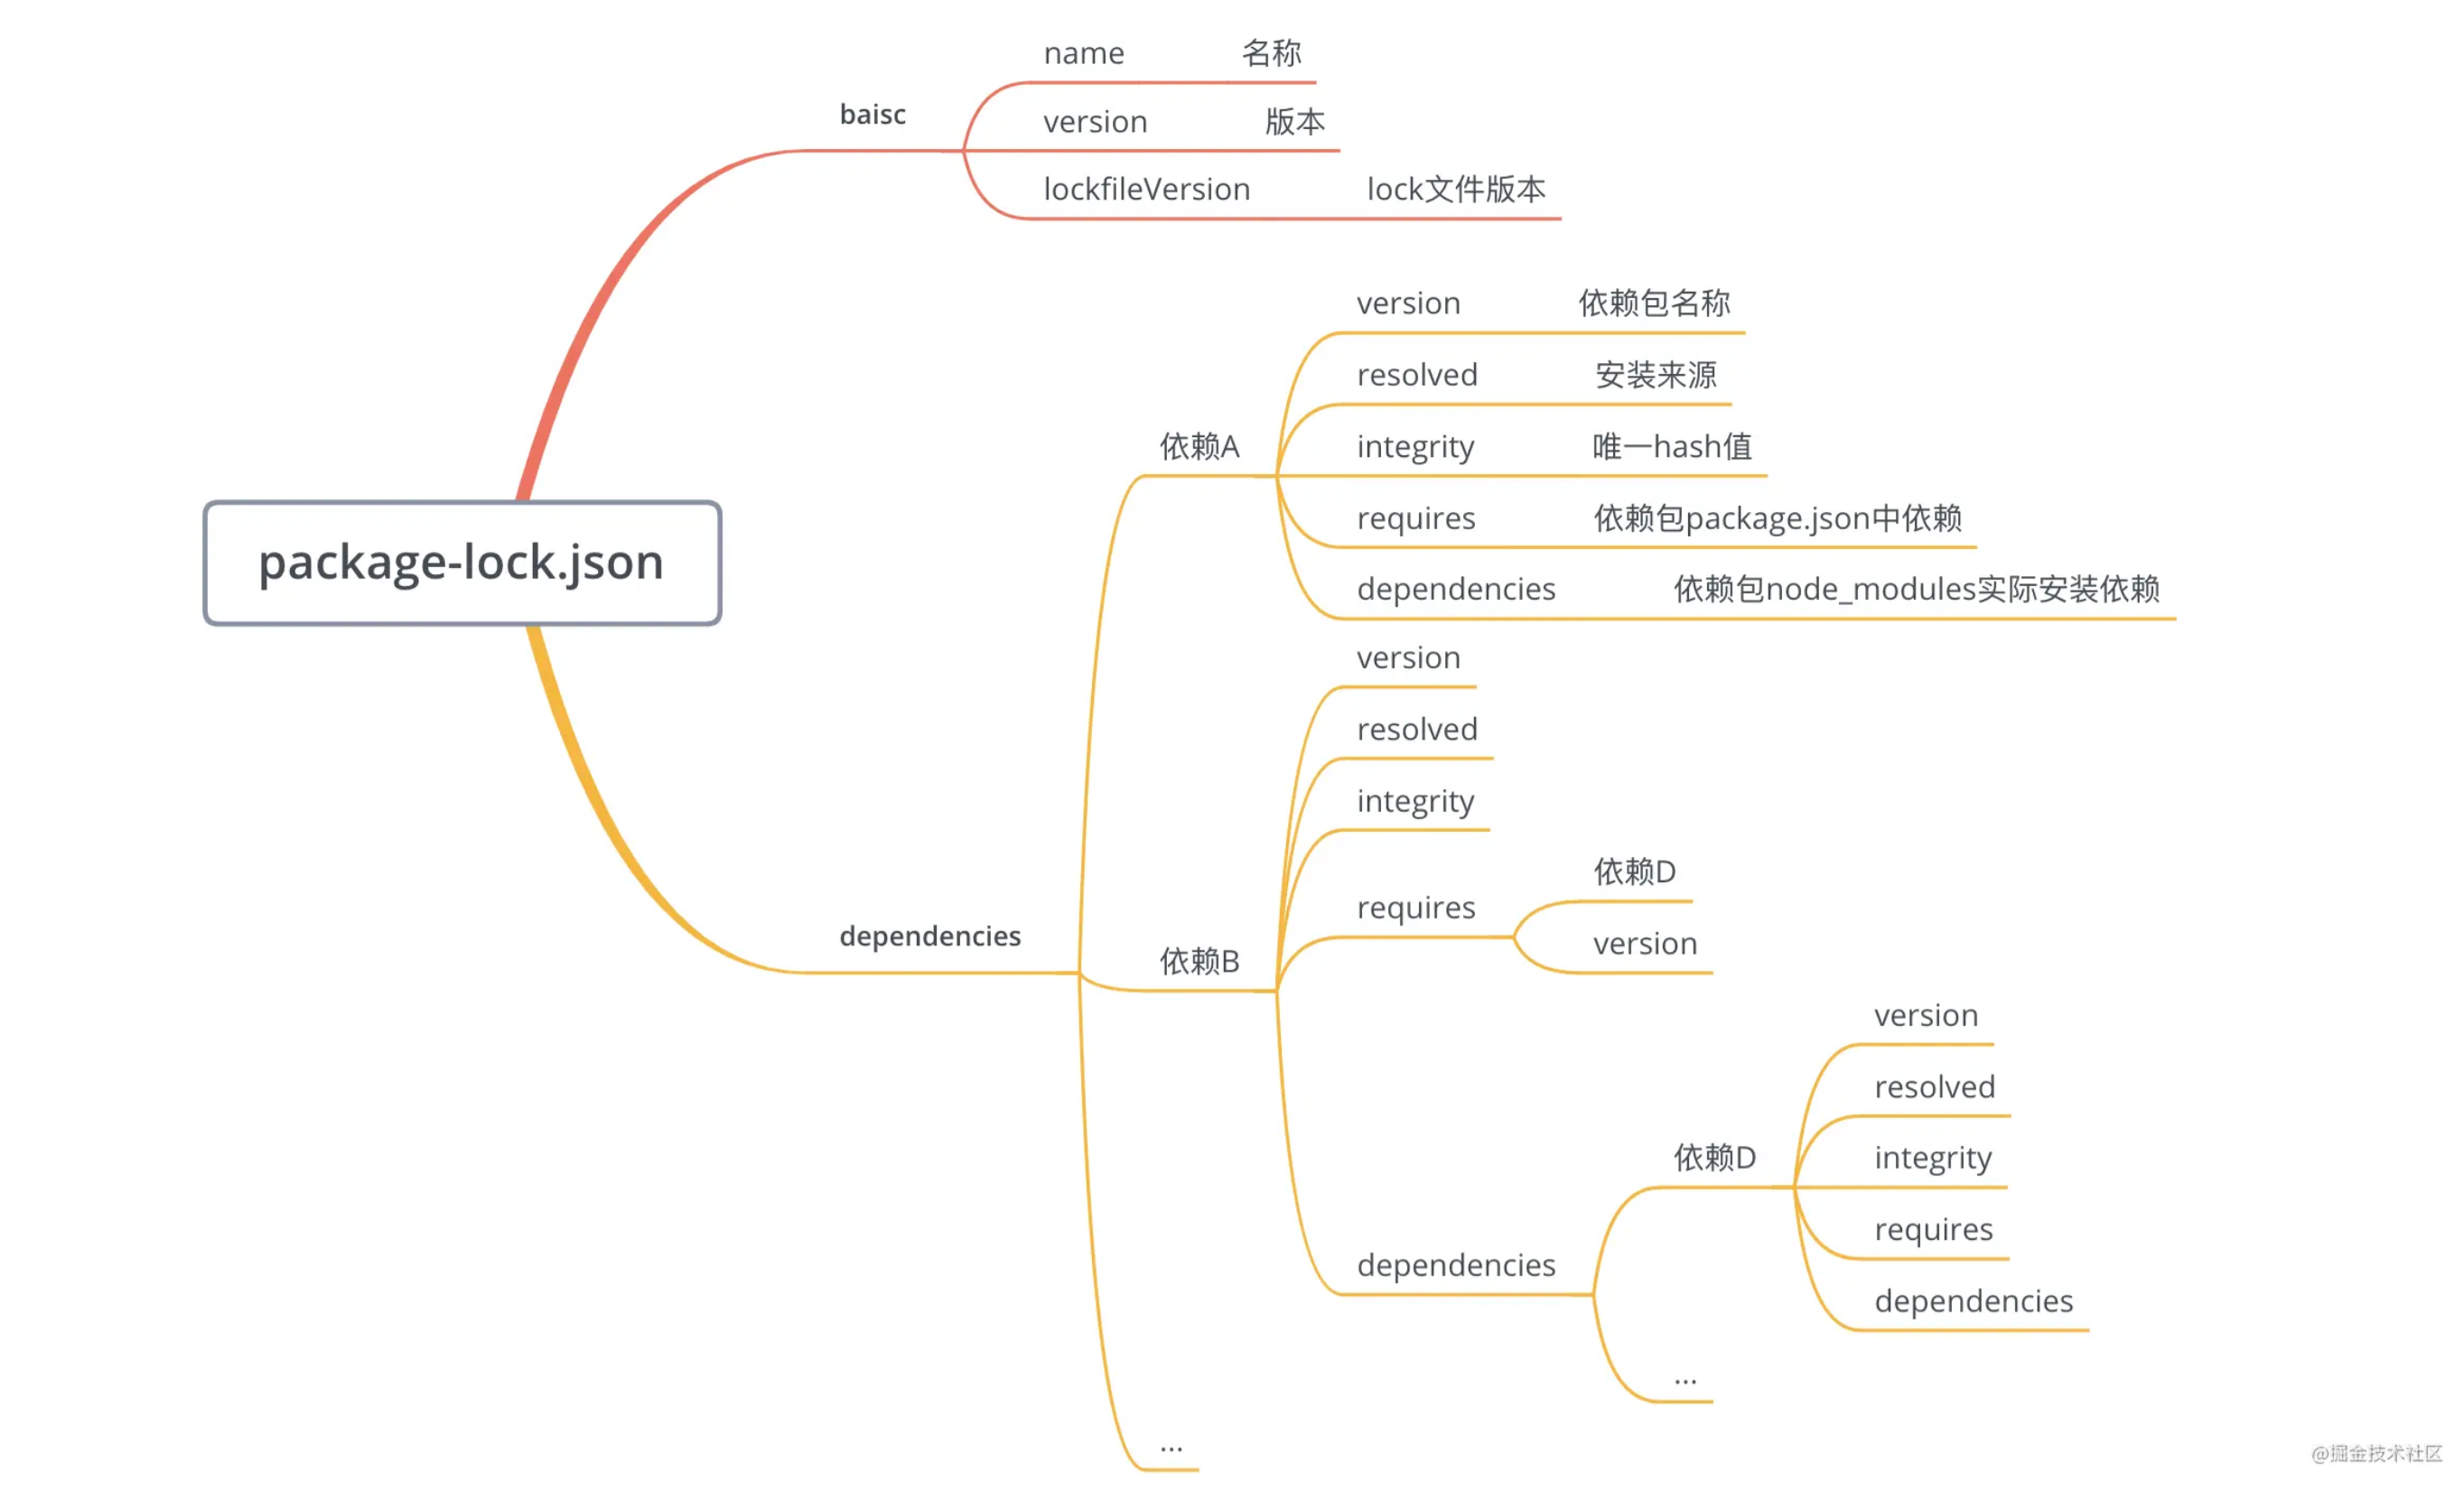 package-lock.json
baisc
name 名称
version 版本
lockfileVersion lock文件版本
dependencies
依赖A
version 依赖包名称
resolved 安装来源
integrity 唯一hash值
requires 依赖包package.json中依赖
dependencies 依赖包node_modules实际安装依赖
依赖B
version
resolved
integrity
requires
依赖D
version
dependencies
依赖D
version
resolved
integrity
requires
dependencies
...
...
@掘金技术社区